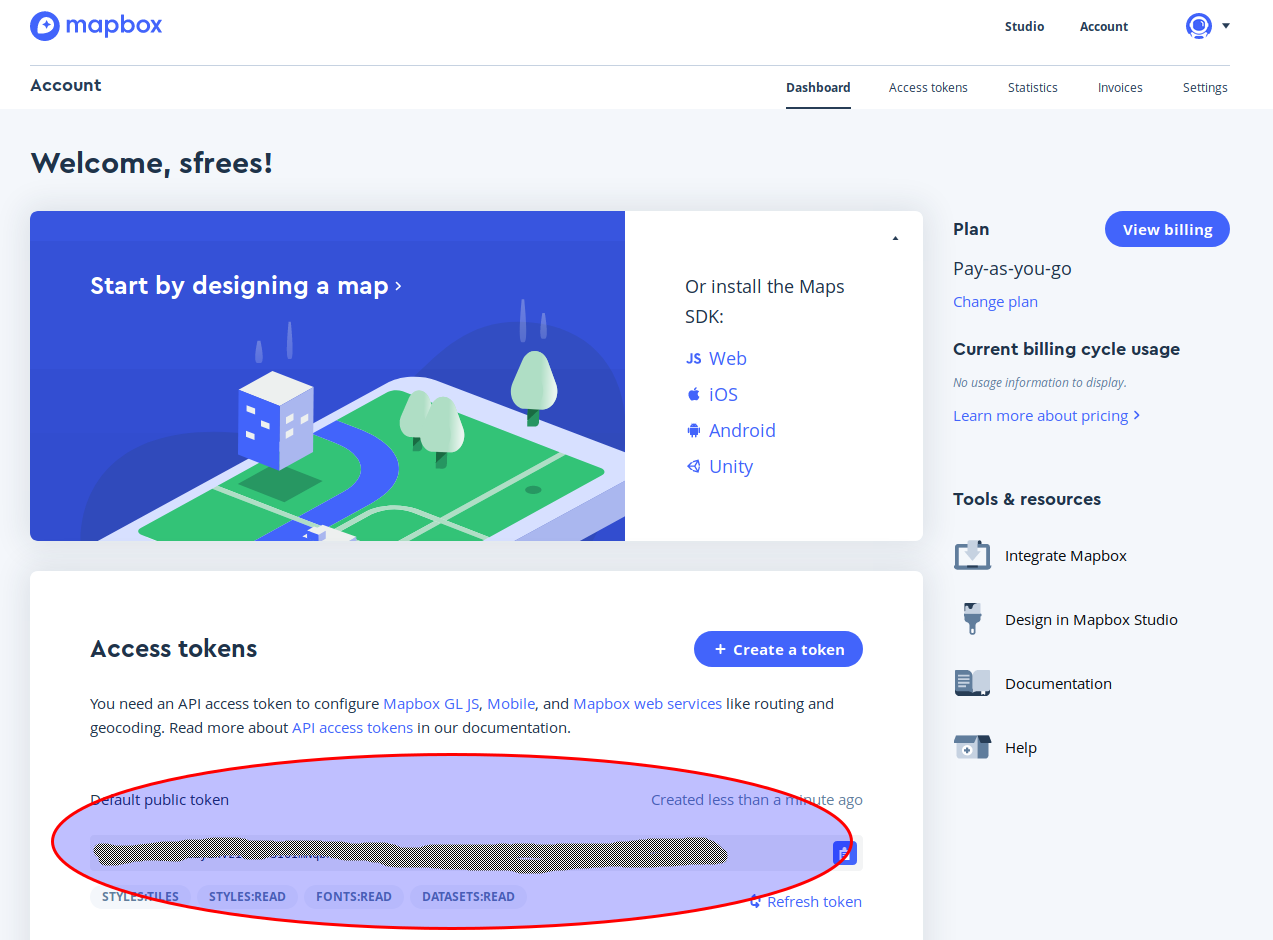 mapbox
Studio Account
Account
Dashboard Access tokens Statistics Invoices Settings
Welcome, sfrees!
Start by designing a map ›
Or install the Maps
SDK:
JS Web
iOS
Android
Unity
Plan
View billing
Pay-as-you-go
Change plan
Current billing cycle usage
No usage information to display.
Learn more about pricing ›
Tools & resources
Integrate Mapbox
Design in Mapbox Studio
Documentation
Help
Access tokens
+ Create a token
You need an API access token to configure Mapbox GL JS, Mobile, and Mapbox web services like routing and
geocoding. Read more about API access tokens in our documentation.
Default public token Created less than a minute ago
STYLES:TILES STYLES:READ FONTS:READ DATASETS:READ
Refresh token